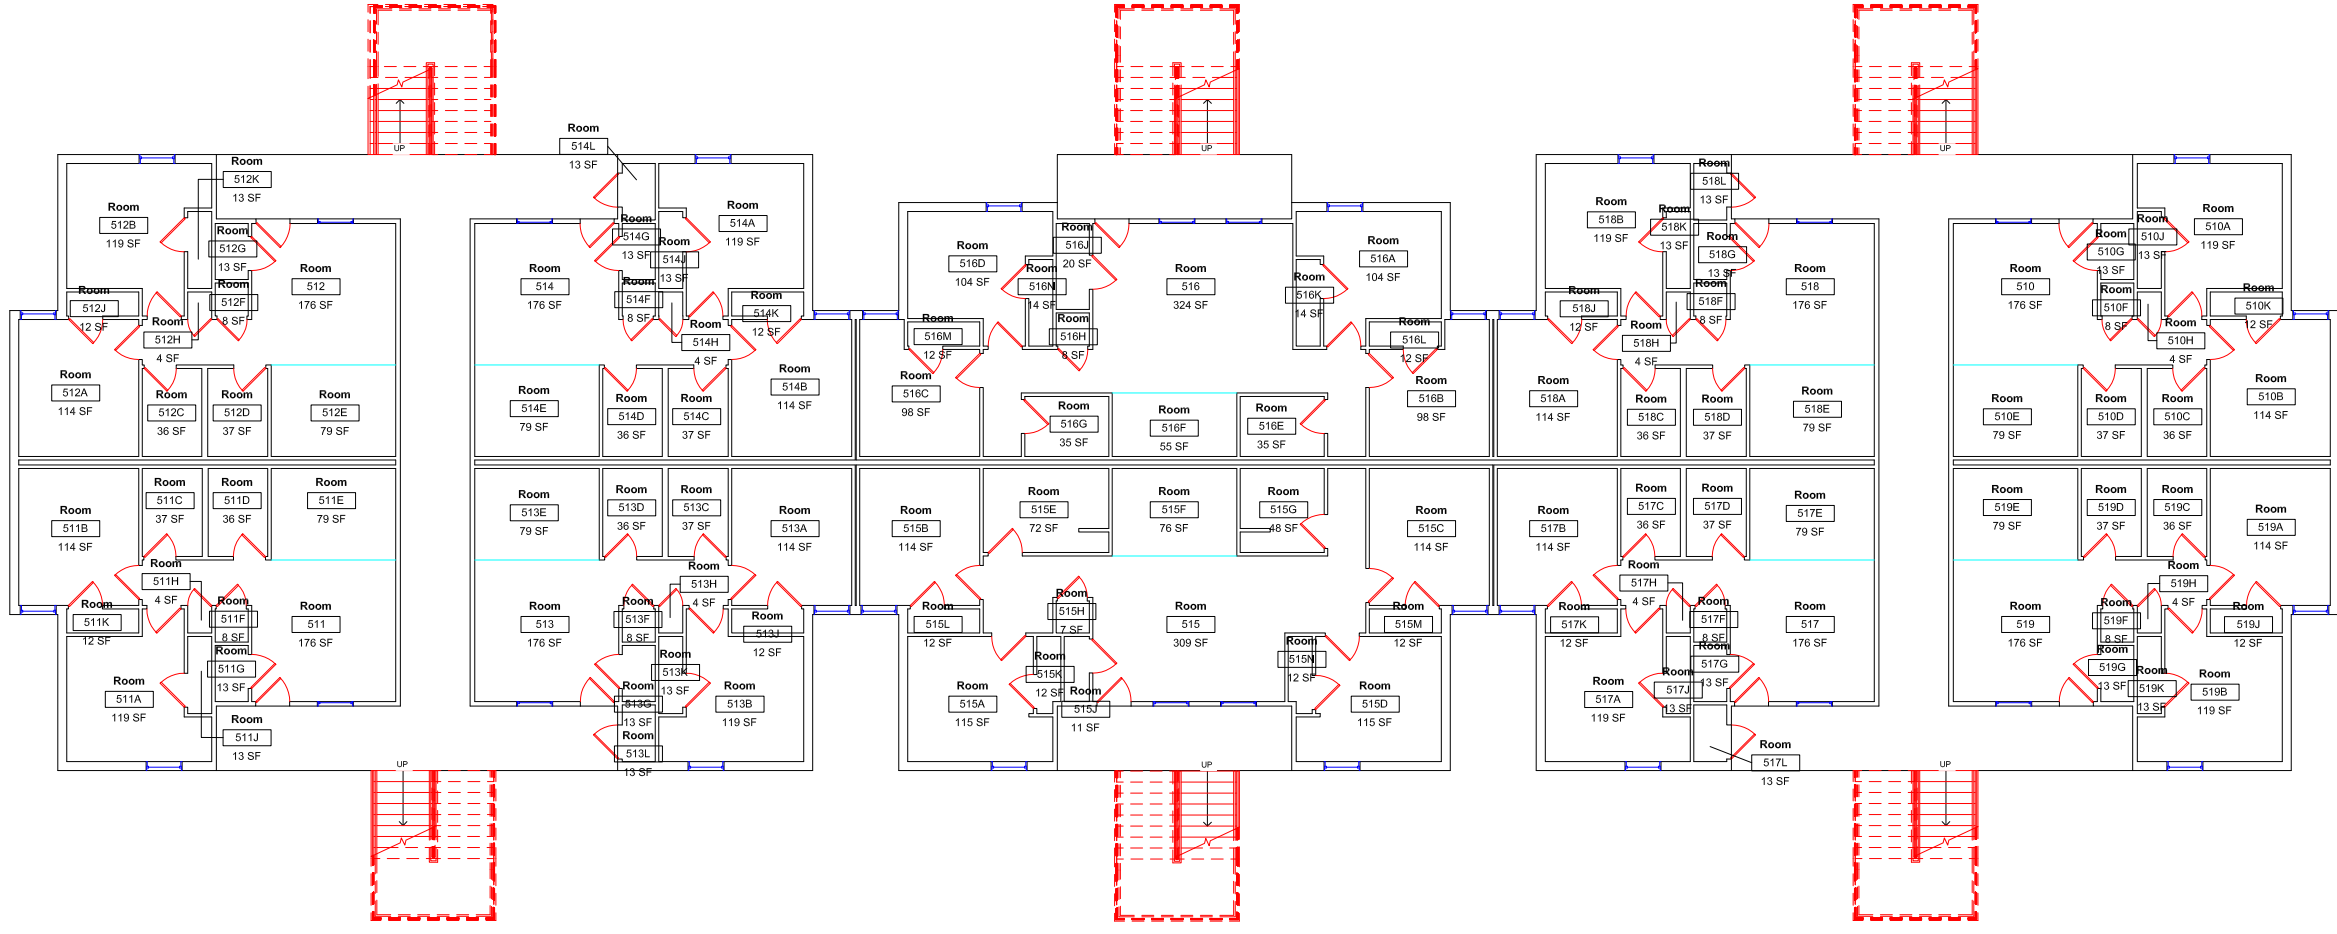 UP
UP
UP
Room
512K
13 SF
Room
512B
119 SF
Room
512G
13 SF
Room
512
176 SF
Room
512J
12 SF
Room
512F
8 SF
Room
512H
4 SF
Room
512A
114 SF
Room
512C
36 SF
Room
512D
37 SF
Room
512E
79 SF
Room
514L
13 SF
Room
514G
13 SF
Room
514A
119 SF
Room
514J
13 SF
Room
514
176 SF
Room
514F
8 SF
Room
514K
12 SF
Room
514H
4 SF
Room
514E
79 SF
Room
514D
36 SF
Room
514C
37 SF
Room
514B
114 SF
Room
516D
104 SF
Room
516J
20 SF
Room
516N
14 SF
Room
516
324 SF
Room
516A
104 SF
Room
516K
14 SF
Room
516M
12 SF
Room
516H
8 SF
Room
516L
12 SF
Room
516C
98 SF
Room
516G
35 SF
Room
516F
55 SF
Room
516E
35 SF
Room
516B
98 SF
Room
518L
13 SF
Room
518B
119 SF
Room
518K
13 SF
Room
518G
13 SF
Room
518
176 SF
Room
518J
12 SF
Room
518F
8 SF
Room
518H
4 SF
Room
518A
114 SF
Room
518C
36 SF
Room
518D
37 SF
Room
518E
79 SF
Room
510A
119 SF
Room
510J
13 SF
Room
510G
13 SF
Room
510
176 SF
Room
510F
8 SF
Room
510K
12 SF
Room
510H
4 SF
Room
510E
79 SF
Room
510D
37 SF
Room
510C
36 SF
Room
510B
114 SF
Room
511B
114 SF
Room
511C
37 SF
Room
511D
36 SF
Room
511E
79 SF
Room
511H
4 SF
Room
511K
12 SF
Room
511F
8 SF
Room
511
176 SF
Room
511G
13 SF
Room
511A
119 SF
Room
511J
13 SF
Room
513E
79 SF
Room
513D
36 SF
Room
513C
37 SF
Room
513A
114 SF
Room
513H
4 SF
Room
513F
8 SF
Room
513
176 SF
Room
513J
12 SF
Room
513K
13 SF
Room
513G
13 SF
Room
513B
119 SF
Room
513L
13 SF
Room
515B
114 SF
Room
515E
72 SF
Room
515F
76 SF
Room
515G
48 SF
Room
515C
114 SF
Room
515L
12 SF
Room
515H
7 SF
Room
515
309 SF
Room
515M
12 SF
Room
515K
12 SF
Room
515N
12 SF
Room
515A
115 SF
Room
515J
11 SF
Room
515D
115 SF
Room
517B
114 SF
Room
517C
36 SF
Room
517D
37 SF
Room
517E
79 SF
Room
517H
4 SF
Room
517K
12 SF
Room
517F
8 SF
Room
517
176 SF
Room
517G
13 SF
Room
517J
13 SF
Room
517A
119 SF
Room
517L
13 SF
Room
519E
79 SF
Room
519D
37 SF
Room
519C
36 SF
Room
519A
114 SF
Room
519H
4 SF
Room
519F
8 SF
Room
519
176 SF
Room
519J
12 SF
Room
519G
13 SF
Room
519K
13 SF
Room
519B
119 SF
UP
UP
UP